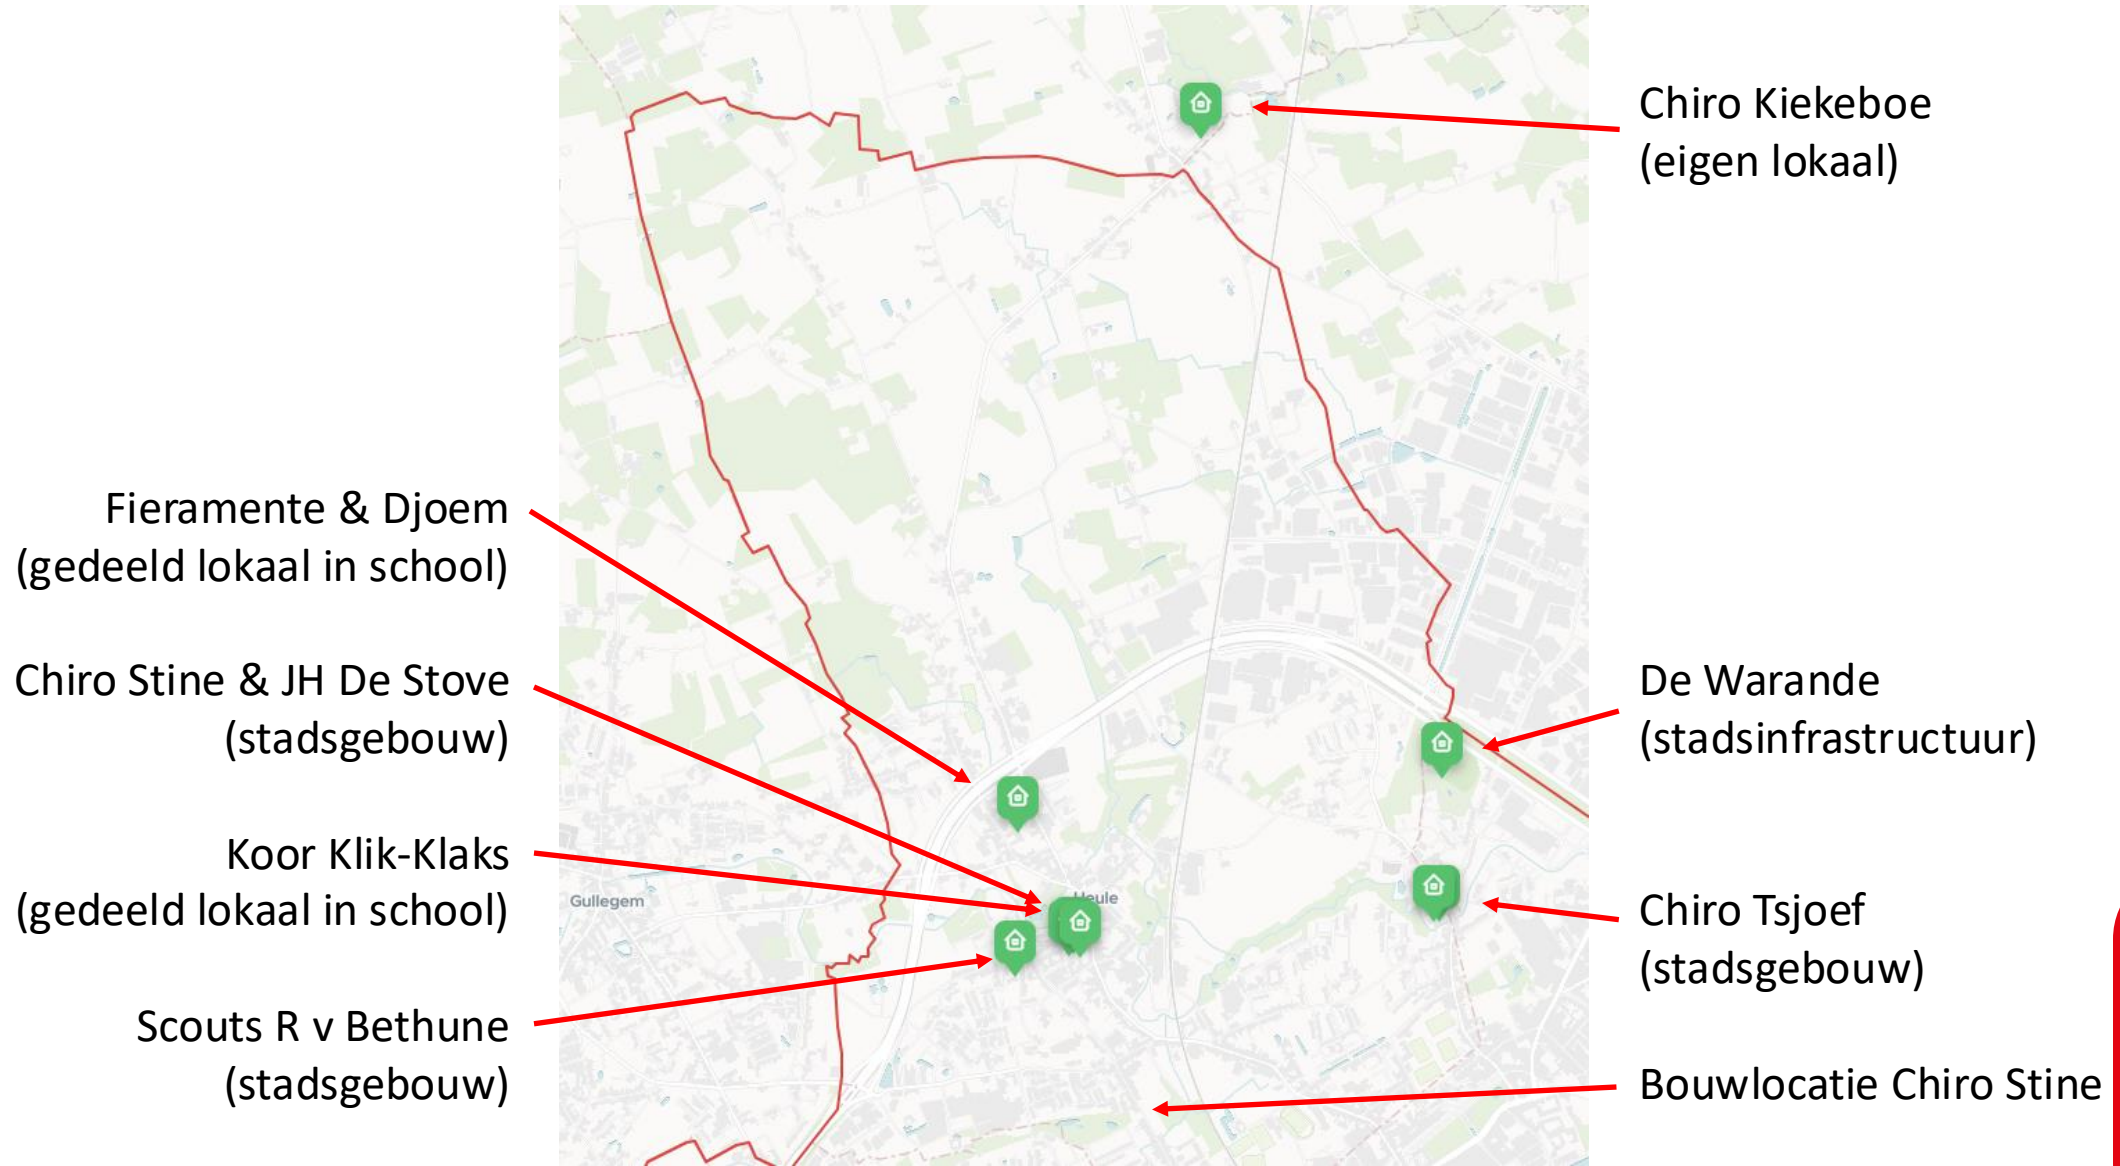 Chiro Kiekeboe
(eigen lokaal)
Fieramente & Djoem
(gedeeld lokaal in school)
Chiro Stine & JH De Stove
(stadsgebouw)
De Warande
(stadsinfrastructuur)
Koor Klik-Klaks
(gedeeld lokaal in school)
Gullegem
Heule
Chiro Tsjoef
(stadsgebouw)
Scouts R v Bethune
(stadsgebouw)
Bouwlocatie Chiro Stine